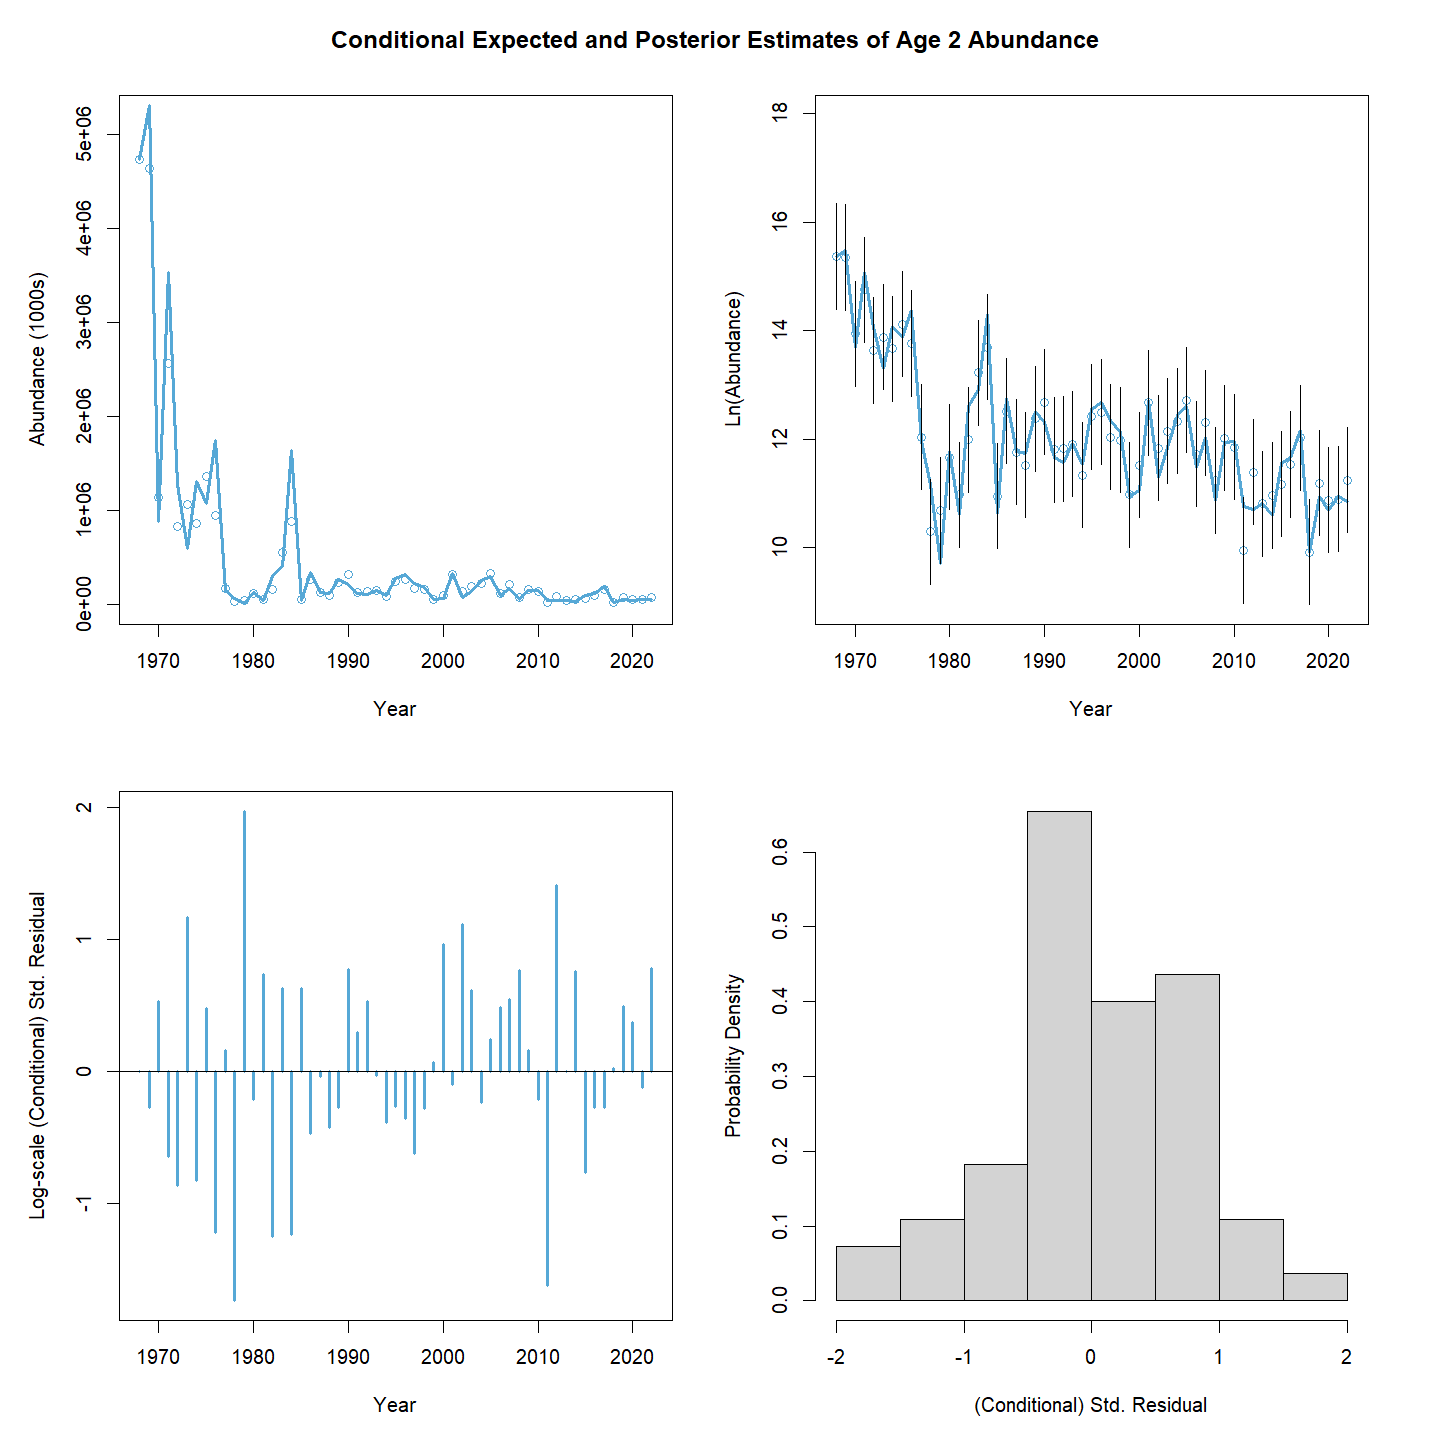 Conditional Expected and Posterior Estimates of Age 2 Abundance
Abundance (1000s)
0e+00 1e+06 2e+06 3e+06 4e+06 5e+06
1970 1980 1990 2000 2010 2020
Year
Ln(Abundance)
10 12 14 16 18
1970 1980 1990 2000 2010 2020
Year
Log-scale (Conditional) Std. Residual
-1 0 1 2
1970 1980 1990 2000 2010 2020
Year
Probability Density
0.0 0.1 0.2 0.3 0.4 0.5 0.6
-2 -1 0 1 2
(Conditional) Std. Residual